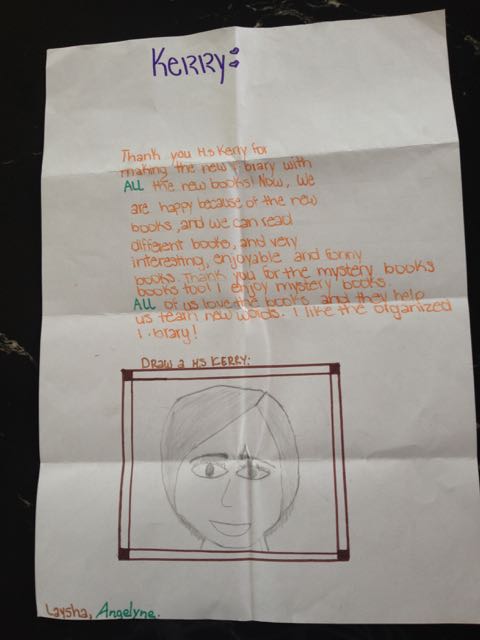 Kerry:
Thank you Ms Kerry for
making the new library with
ALL the new books! Now, We
are happy because of the new
books, and we can read
different books, and very
interesting, enjoyable and fonny
books. Thank you for the mystery books
books too! I enjoy mystery books.
ALL of us love the books and they help
us learn new words. I like the organized
library!
DRAW a MS KERRY:
Laysha, Angelyne.